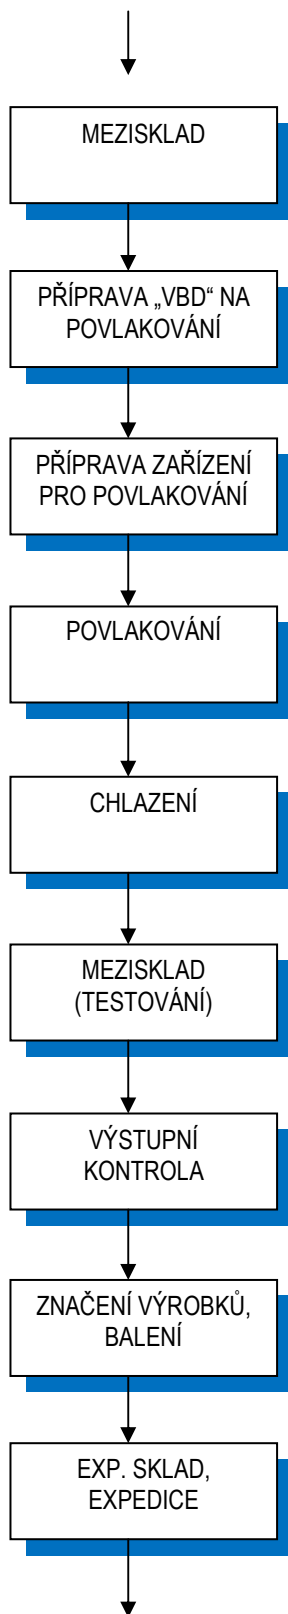 MEZISKLAD
PŘÍPRAVA „VBD“ NA
POVLAKOVÁNÍ
PŘÍPRAVA ZAŘÍZENÍ
PRO POVLAKOVÁNÍ
POVLAKOVÁNÍ
CHLAZENÍ
MEZISKLAD
(TESTOVÁNÍ)
VÝSTUPNÍ
KONTROLA
ZNAČENÍ VÝROBKŮ,
BALENÍ
EXP. SKLAD,
EXPEDICE